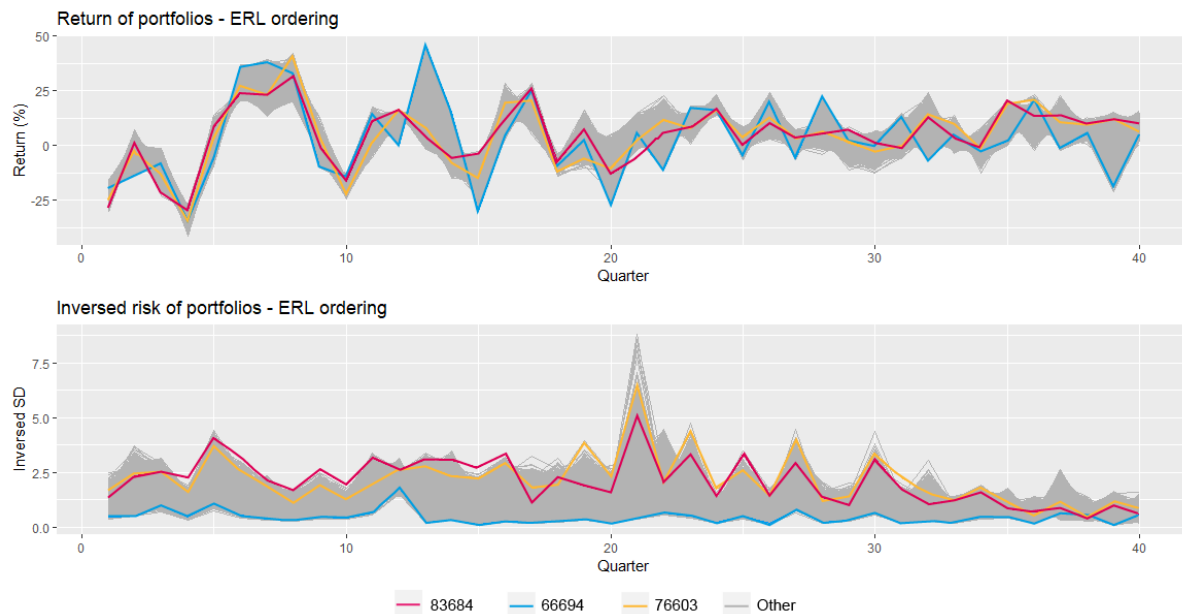 Return of portfolios - ERL ordering
50
25
0
-25
Return (%)
0 10 20 30 40
Quarter
Inversed risk of portfolios - ERL ordering
7.5
5.0
2.5
0.0
Inversed SD
0 10 20 30 40
Quarter
83684 66694 76603 Other